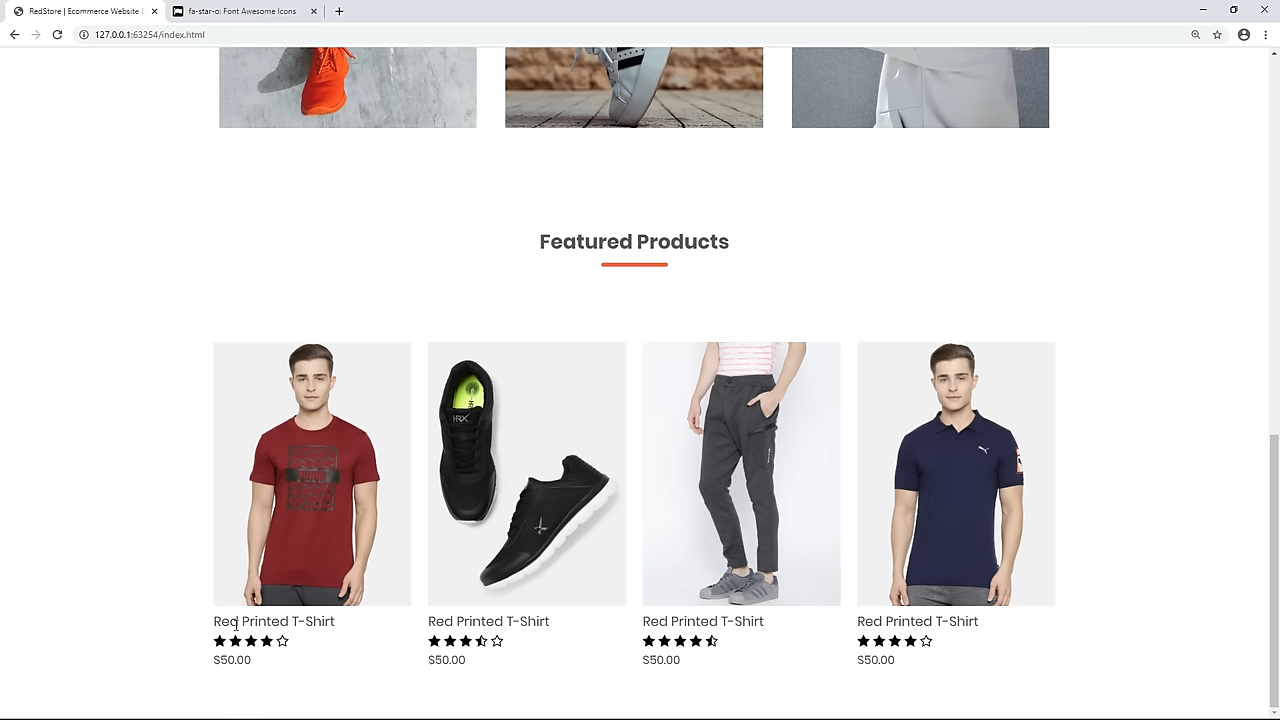 RedStore | Ecommerce Website D
fa-star-o: Font Awesome Icons
127.0.0.1:63254/index.html
Featured Products
HRX
Red Printed T-Shirt
$50.00
Red Printed T-Shirt
$50.00
Red Printed T-Shirt
$50.00
Red Printed T-Shirt
$50.00